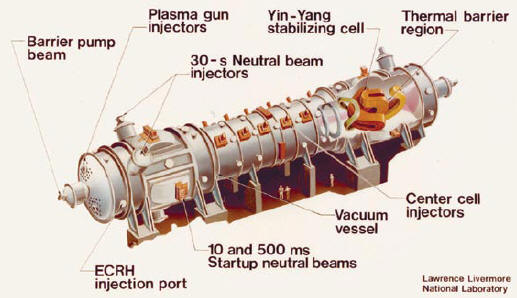 Plasma gun
injectors
Yin-Yang
stabilizing cell
Thermal barrier
region
Barrier pump
beam
30-s Neutral beam
injectors
Center cell
injectors
Vacuum
vessel
10 and 500 ms
Startup neutral beams
ECRH
injection port
Lawrence Livermore
National Laboratory